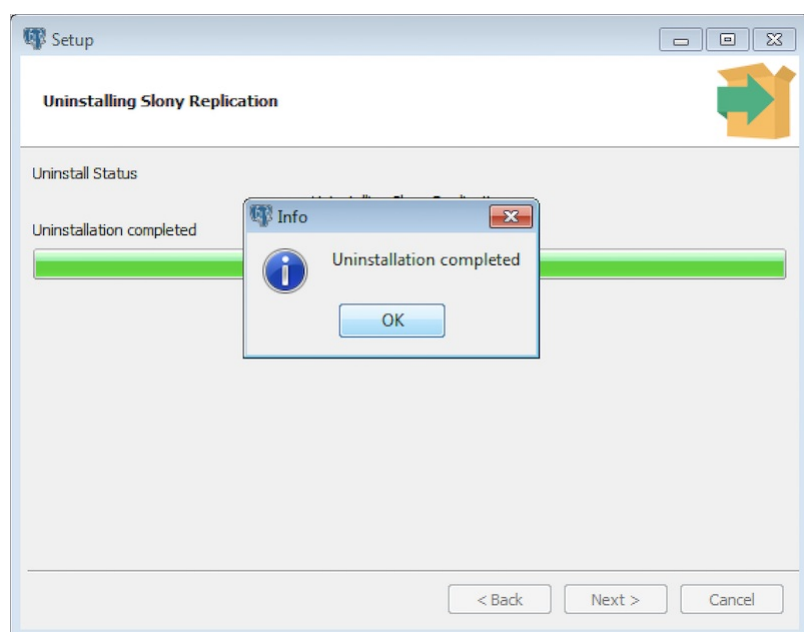 Setup
Uninstalling Slony Replication
Uninstall Status
Info
Uninstallation completed
Uninstallation completed
OK
< Back
Next >
Cancel